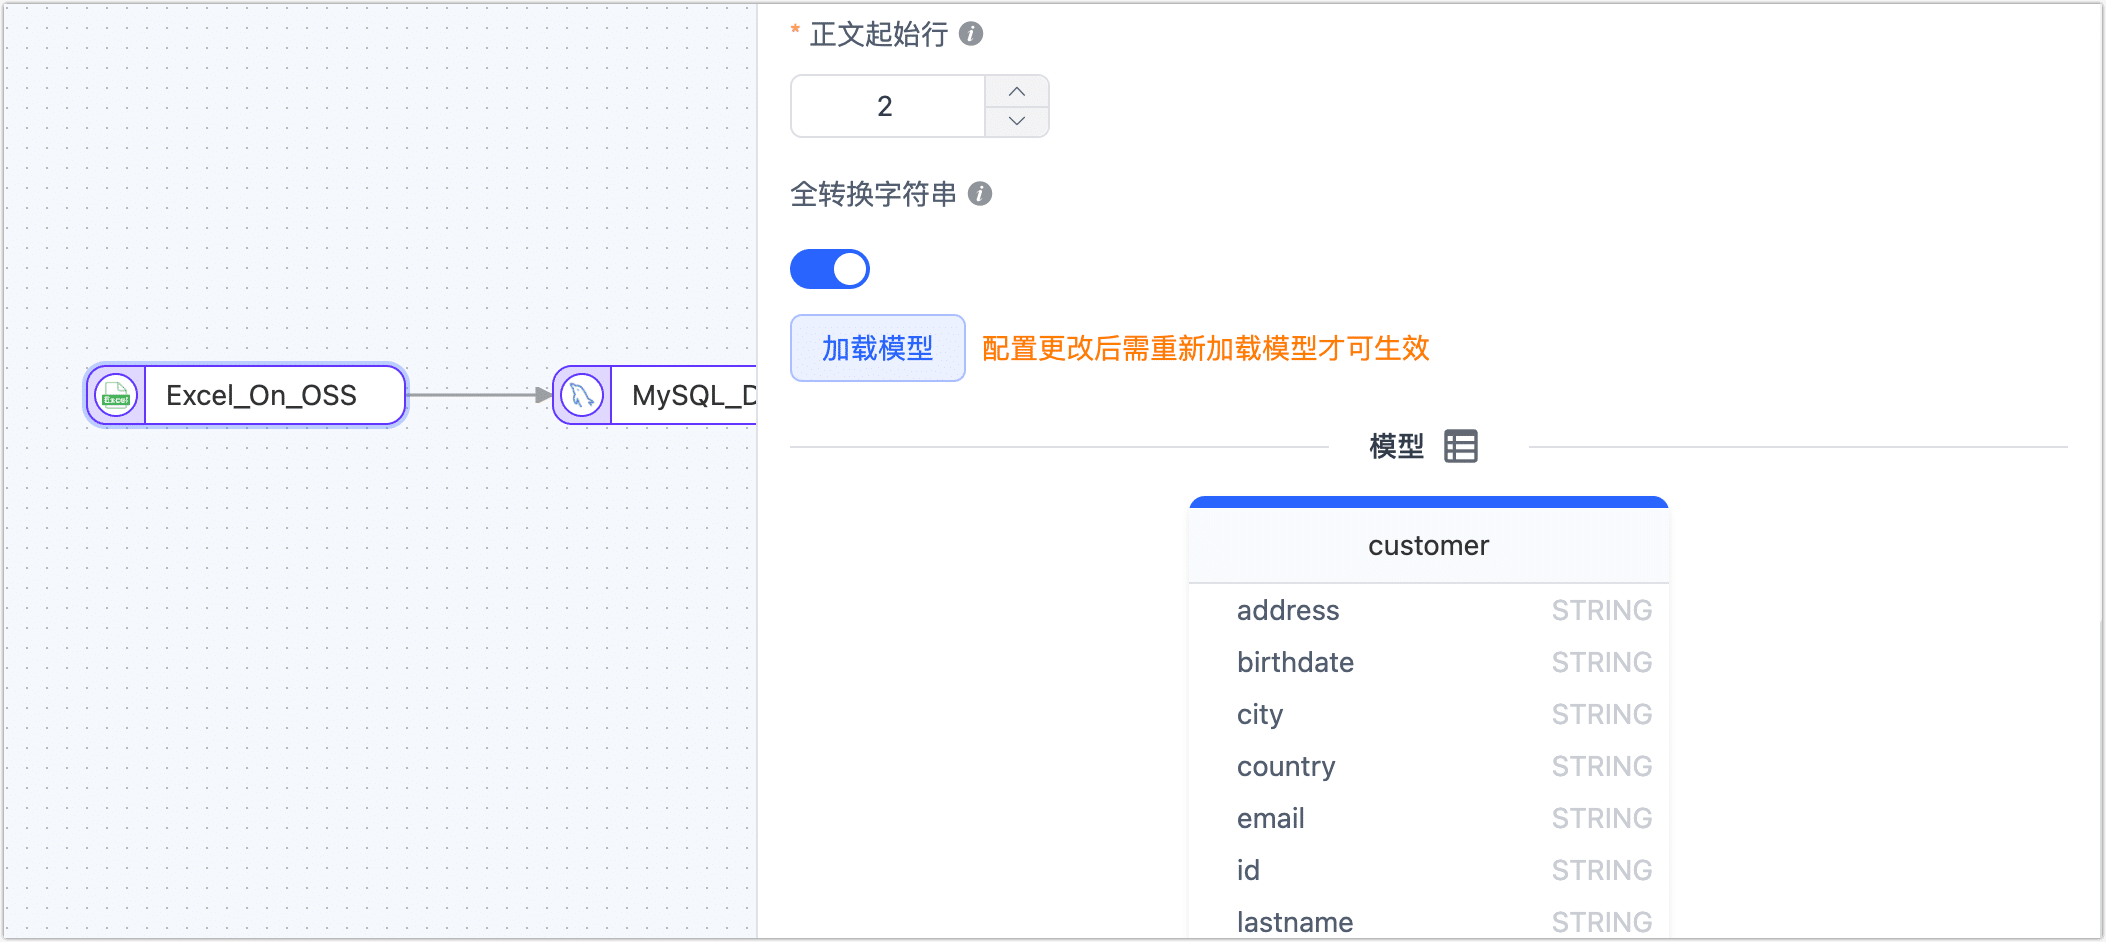 * 正文起始行
2
全转换字符串
加载模型 配置更改后需重新加载模型才可生效
Excel
Excel_On_OSS
MySQL_D
模型
customer
address STRING
birthdate STRING
city STRING
country STRING
email STRING
id STRING
lastname STRING